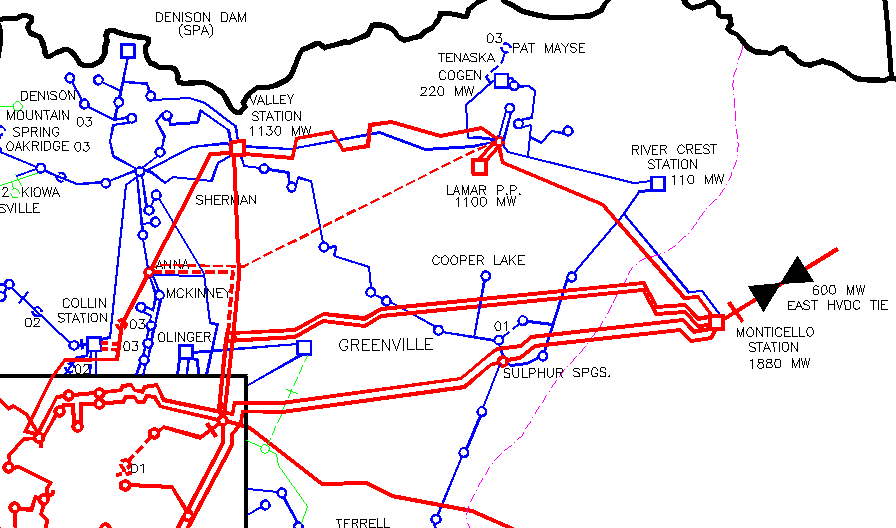 DENISON DAM
(SPA)
03
PAT MAYSE
TENASKA
COGEN
220 MW
DENISON
MOUNTAIN
03
SPRING
OAKRIDGE 03
VALLEY
STATION
1130 MW
RIVER CREST
STATION
110 MW
2
KIOWA
SVILLE
SHERMAN
LAMAR P.P.
1100 MW
ANNA
COOPER LAKE
MCKINNEY
600 MW
EAST HVDC TIE
COLLIN
STATION
02
03
03
01
OLINGER
GREENVILLE
MONTICELLO
STATION
1880 MW
02
SULPHUR SPGS.
01
TERRELL